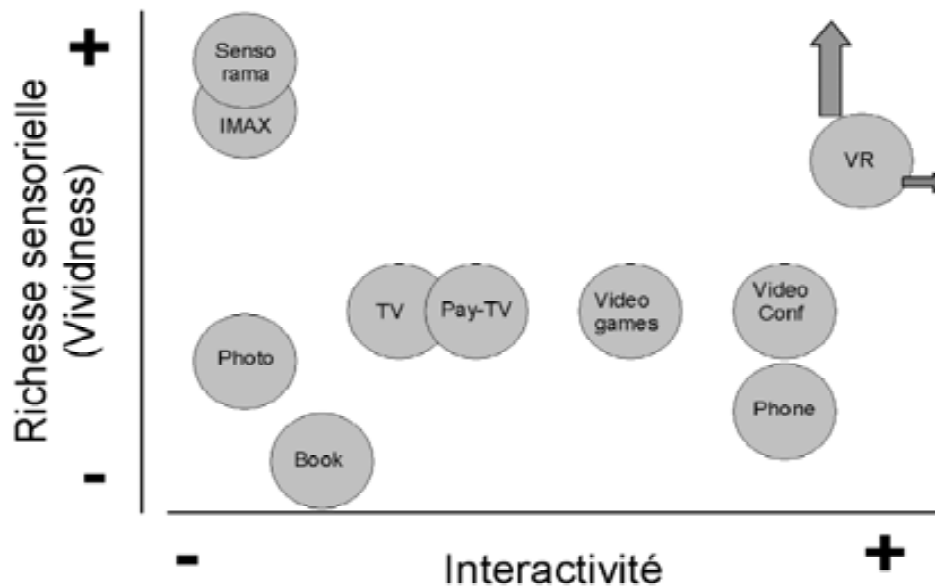 +
Richesse sensorielle
(Vividness)
-
Senso
rama
IMAX
VR
TV
Pay-TV
Video
games
Video
Conf
Photo
Phone
Book
-
Interactivité
+